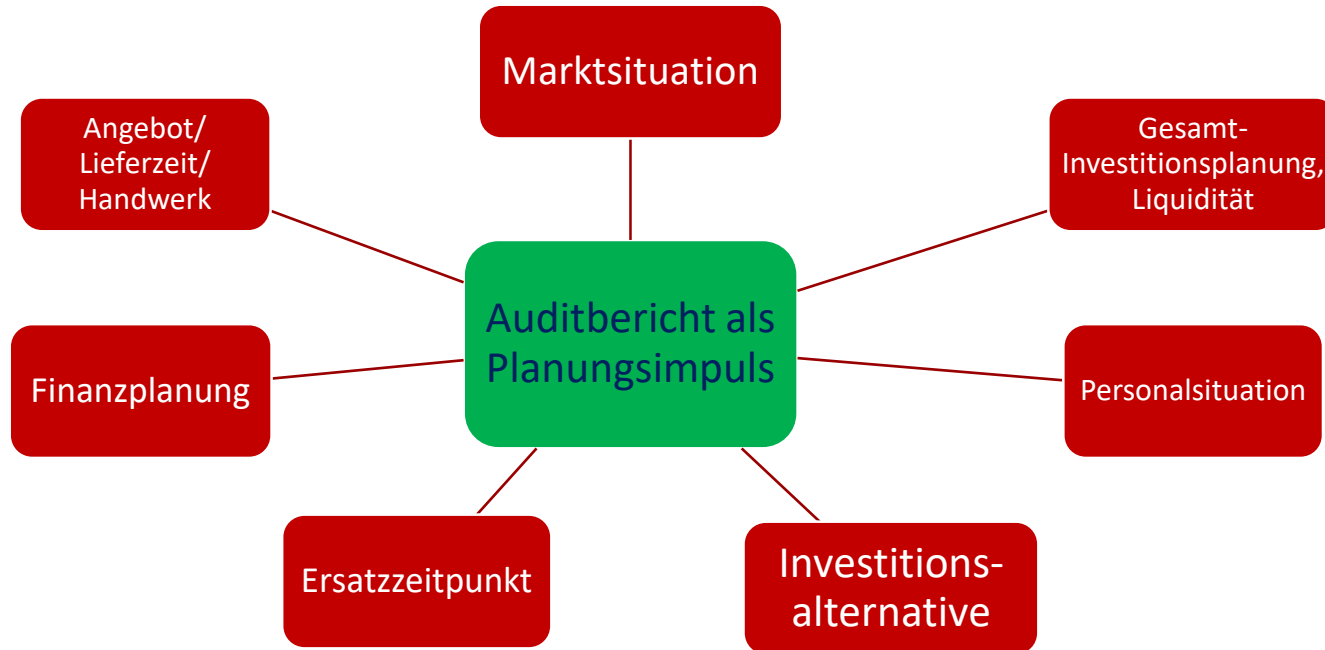 Marktsituation
Angebot/
Lieferzeit/
Handwerk
Gesamt-
Investitionsplanung,
Liquidität
Auditbericht als
Planungsimpuls
Finanzplanung
Personalsituation
Ersatzzeitpunkt
Investitions-
alternative